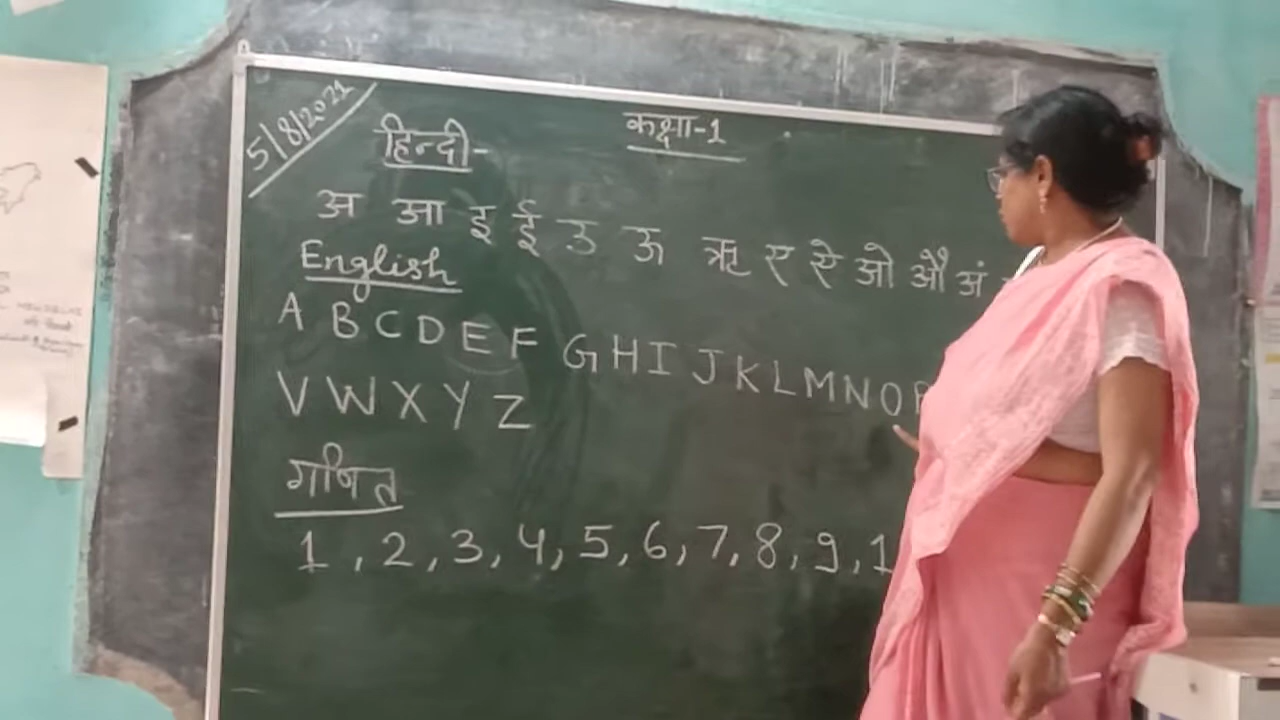 5/8/2021
कक्षा-1
हिन्दी-
अ आ इ ई उ ऊ ऋ ए ऐ ओ औ अं
English
A B C D E F G H I J K L M N O P
V W X Y Z
गणित
1, 2, 3, 4, 5, 6, 7, 8, 9, 1